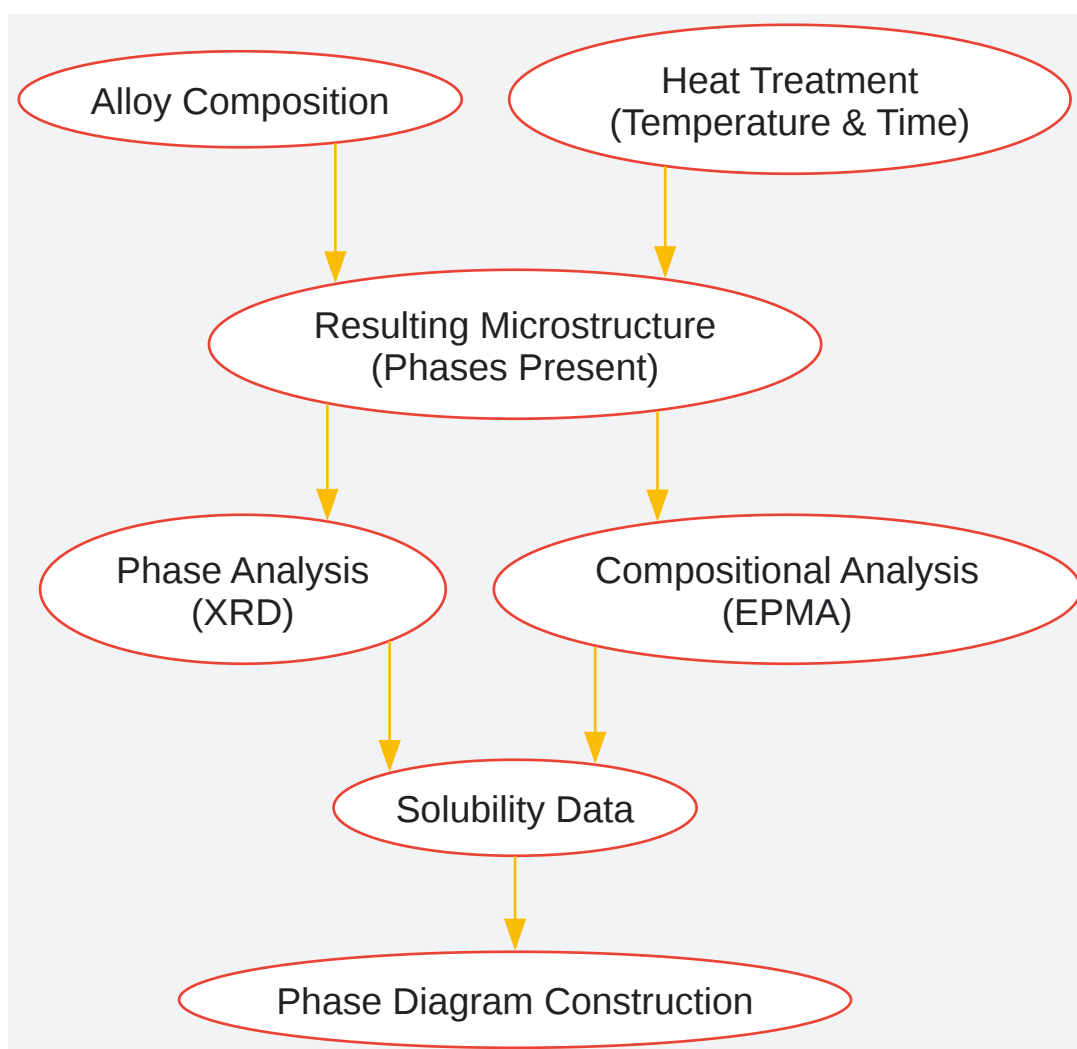 Alloy Composition
Heat Treatment
(Temperature & Time)
Resulting Microstructure
(Phases Present)
Phase Analysis
(XRD)
Compositional Analysis
(EPMA)
Solubility Data
Phase Diagram Construction